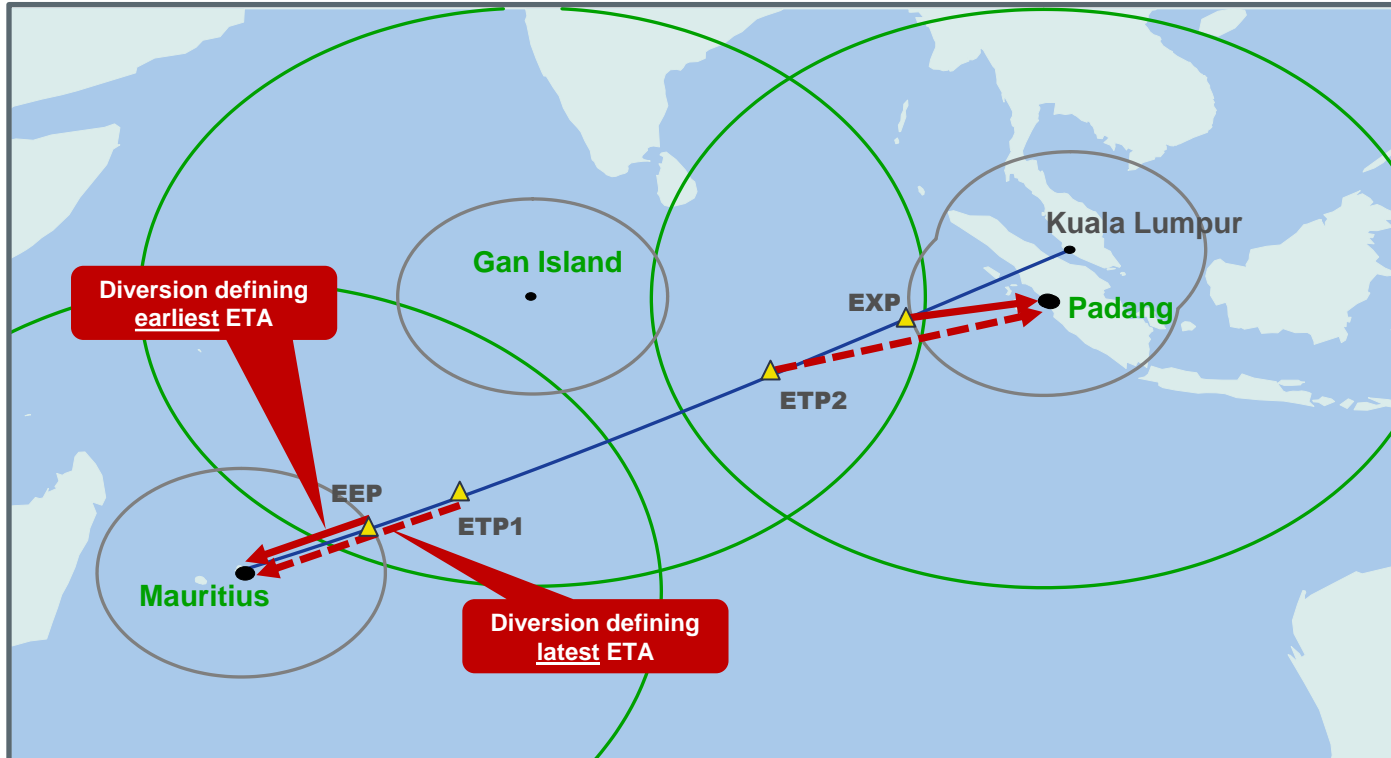 Kuala Lumpur
Gan Island
Diversion defining
earliest ETA
EXP
Padang
ETP2
EEP
ETP1
Mauritius
Diversion defining
latest ETA